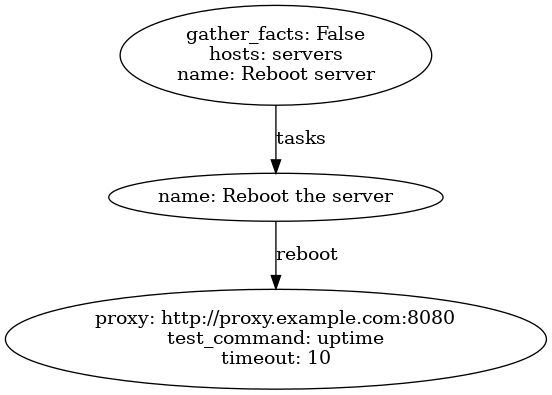 gather_facts: False
hosts: servers
name: Reboot server
tasks
name: Reboot the server
reboot
proxy: http://proxy.example.com:8080
test_command: uptime
timeout: 10